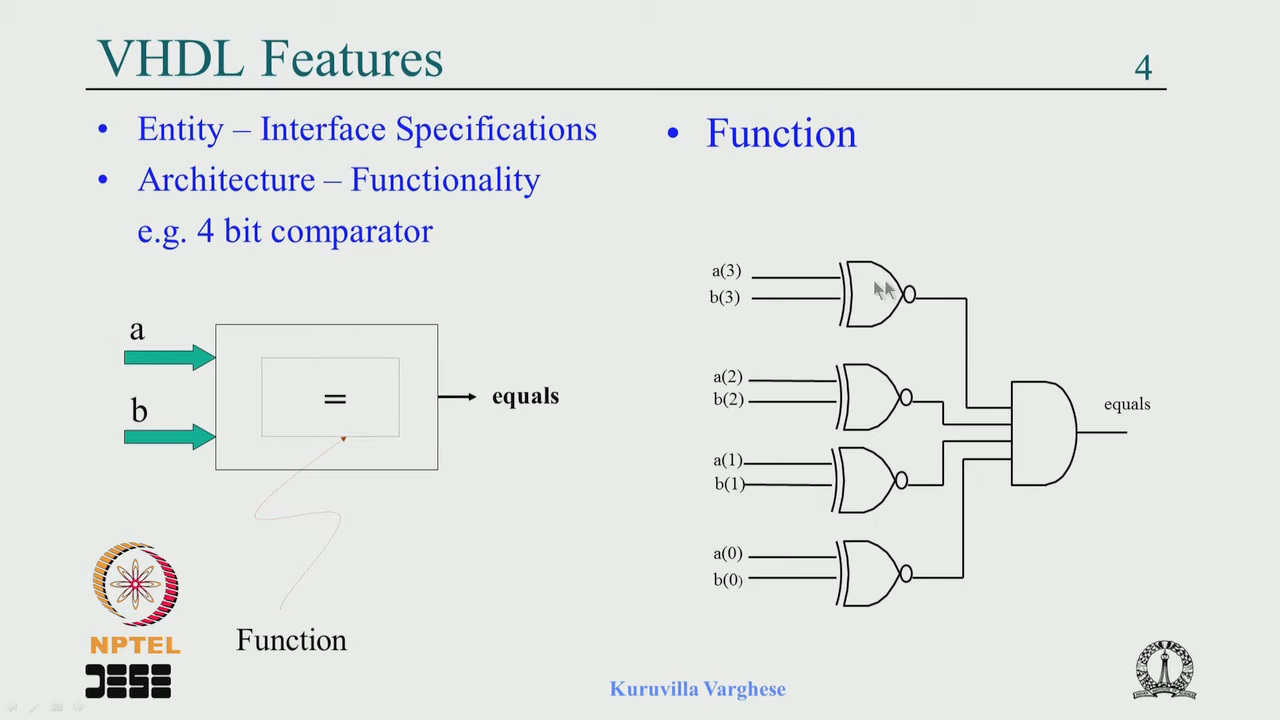 VHDL Features
4
• Entity – Interface Specifications
• Architecture – Functionality
e.g. 4 bit comparator
• Function
a
b
=
equals
Function
a(3)
b(3)
a(2)
b(2)
a(1)
b(1)
a(0)
b(0)
equals
NPTEL
DESE
Kuruvilla Varghese